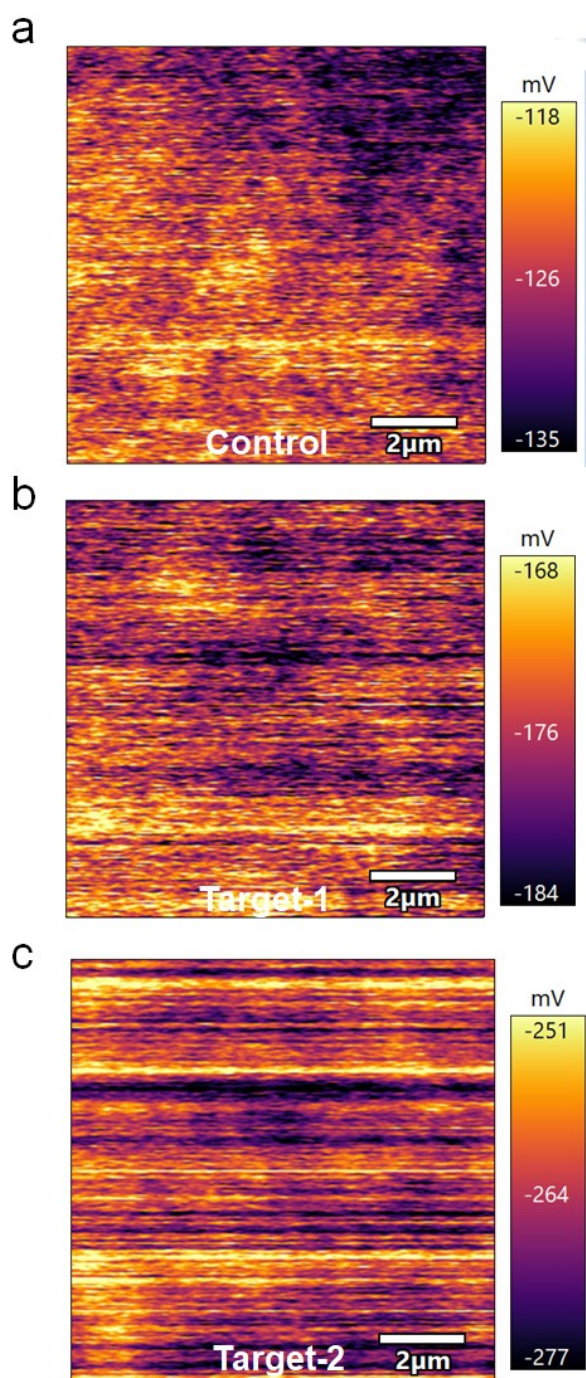 a
mV
-118
-126
-135
Control
2μm
b
mV
-168
-176
-184
Target-1
2μm
c
mV
-251
-264
-277
Target-2
2μm